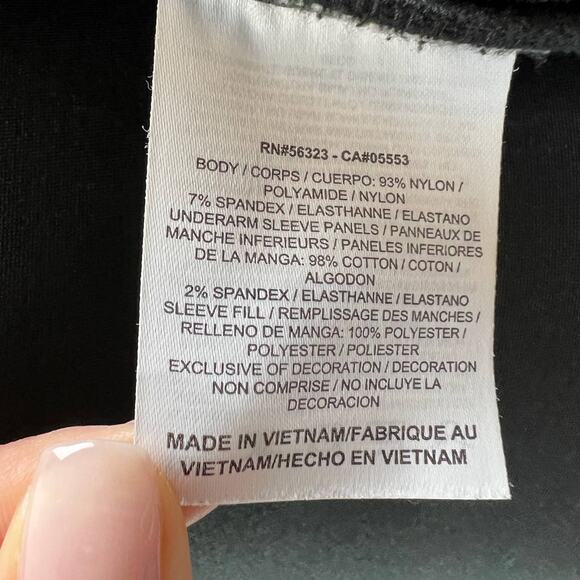 RN#56323 - CA#05553
BODY / CORPS / CUERPO: 93% NYLON /
POLYAMIDE / NYLON
7% SPANDEX / ELASTHANNE / ELASTANO
UNDERARM SLEEVE PANELS / PANNEAUX DE
MANCHE INFERIEURS / PANELES INFERIORES
DE LA MANGA: 98% COTTON / COTON /
ALGODON
2% SPANDEX / ELASTHANNE / ELASTANO
SLEEVE FILL / REMPLISSAGE DES MANCHES /
RELLENO DE MANGA: 100% POLYESTER /
POLYESTER / POLIESTER
EXCLUSIVE OF DECORATION / DECORATION
NON COMPRISE / NO INCLUYE LA
DECORACION
MADE IN VIETNAM/FABRIQUE AU
VIETNAM/HECHO EN VIETNAM